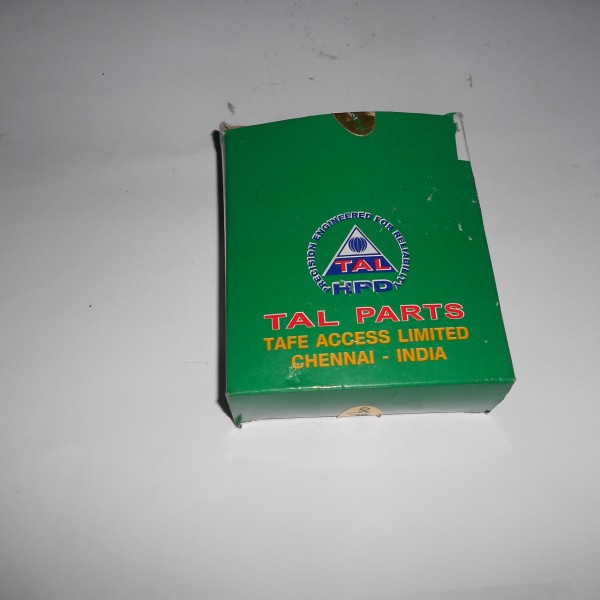 PRECISION ENGINEERED FOR RELIABILITY
TAL
HPD
TAL PARTS
TAFE ACCESS LIMITED
CHENNAI - INDIA